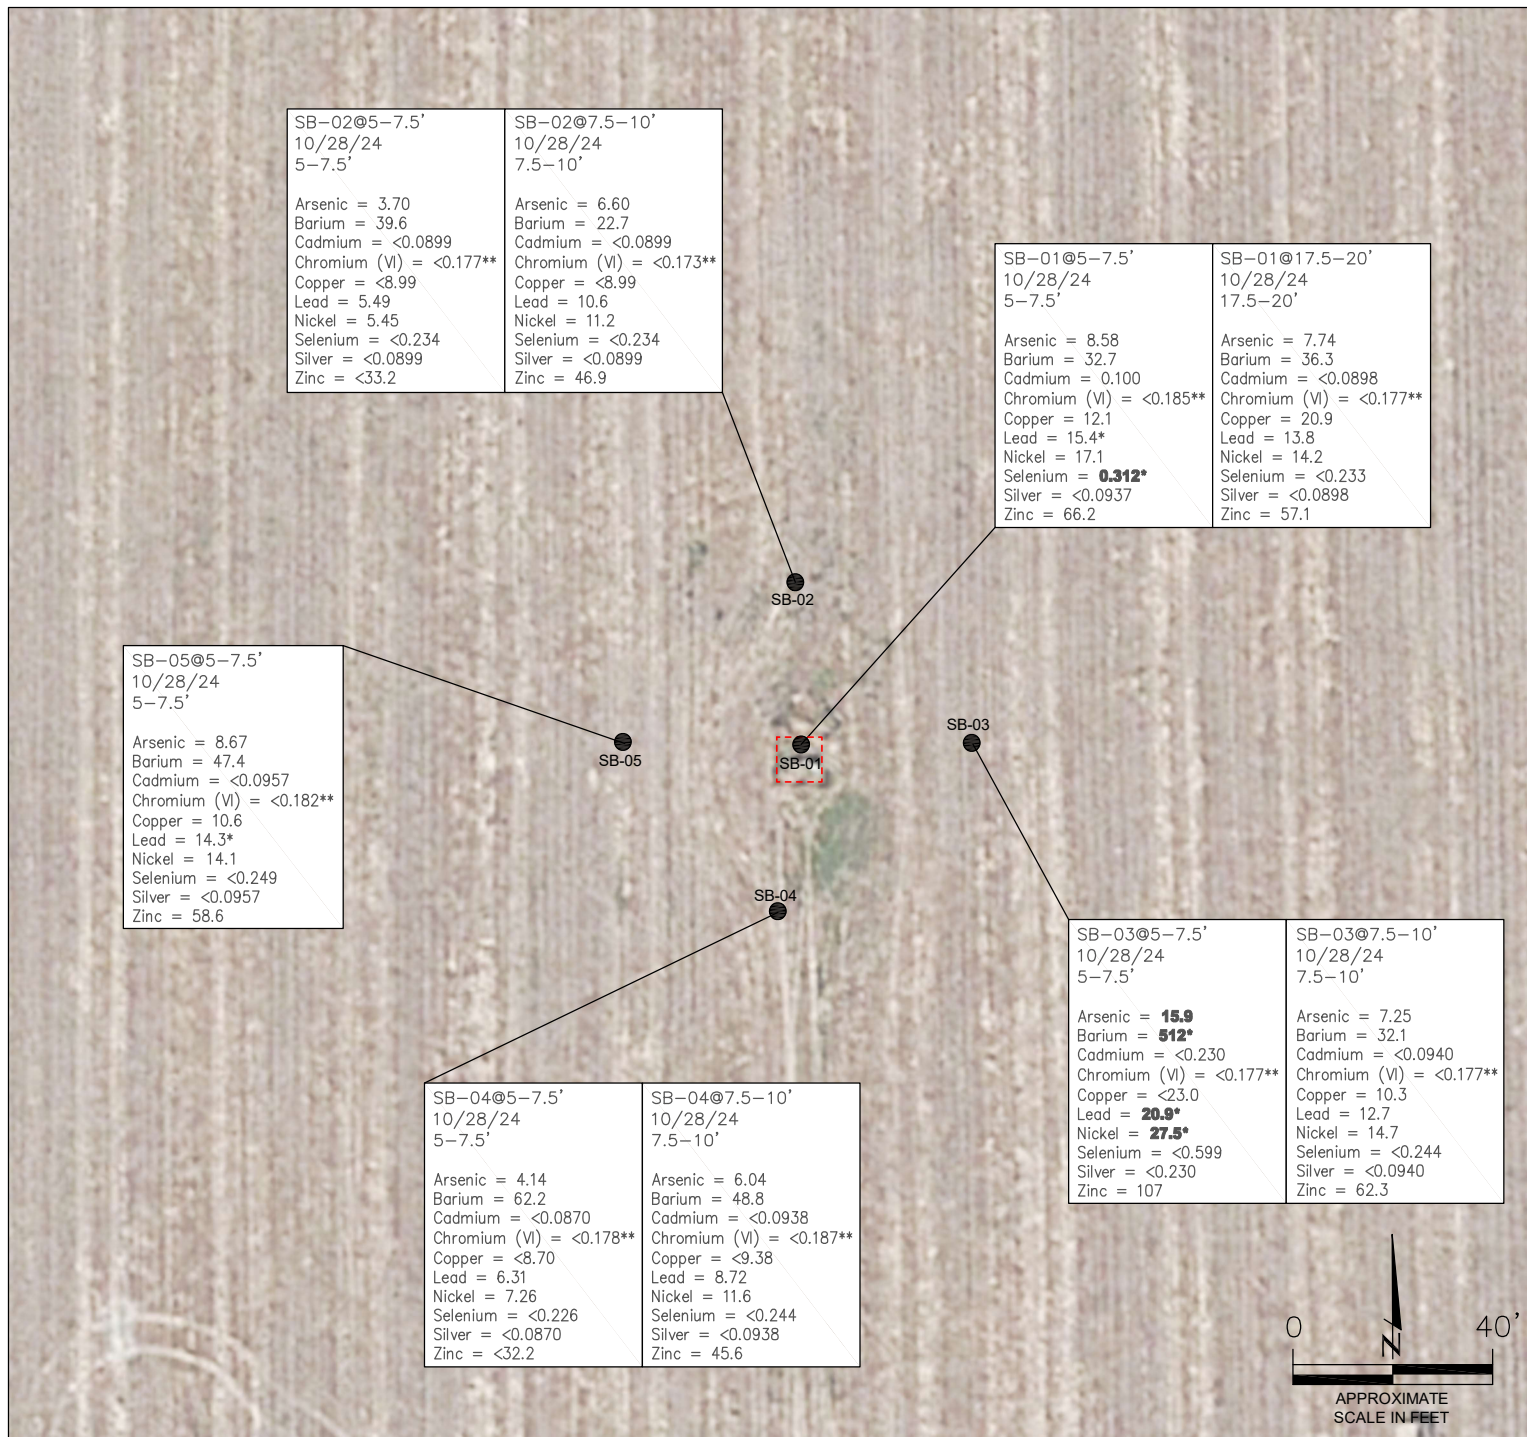 SB-02@5-7.5'
10/28/24
5-7.5'
Arsenic = 3.70
Barium = 39.6
Cadmium = <0.0899
Chromium (VI) = <0.177**
Copper = <8.99
Lead = 5.49
Nickel = 5.45
Selenium = <0.234
Silver = <0.0899
Zinc = <33.2
SB-02@7.5-10'
10/28/24
7.5-10'
Arsenic = 6.60
Barium = 22.7
Cadmium = <0.0899
Chromium (VI) = <0.173**
Copper = <8.99
Lead = 10.6
Nickel = 11.2
Selenium = <0.234
Silver = <0.0899
Zinc = 46.9
SB-01@5-7.5'
10/28/24
5-7.5'
Arsenic = 8.58
Barium = 32.7
Cadmium = 0.100
Chromium (VI) = <0.185**
Copper = 12.1
Lead = 15.4*
Nickel = 17.1
Selenium = 0.312*
Silver = <0.0937
Zinc = 66.2
SB-01@17.5-20'
10/28/24
17.5-20'
Arsenic = 7.74
Barium = 36.3
Cadmium = <0.0898
Chromium (VI) = <0.177**
Copper = 20.9
Lead = 13.8
Nickel = 14.2
Selenium = <0.233
Silver = <0.0898
Zinc = 57.1
SB-02
SB-05@5-7.5'
10/28/24
5-7.5'
Arsenic = 8.67
Barium = 47.4
Cadmium = <0.0957
Chromium (VI) = <0.182**
Copper = 10.6
Lead = 14.3*
Nickel = 14.1
Selenium = <0.249
Silver = <0.0957
Zinc = 58.6
SB-05
SB-01
SB-03
SB-04
SB-03@5-7.5'
10/28/24
5-7.5'
Arsenic = 15.9
Barium = 512*
Cadmium = <0.230
Chromium (VI) = <0.177**
Copper = <23.0
Lead = 20.9*
Nickel = 27.5*
Selenium = <0.599
Silver = <0.230
Zinc = 107
SB-03@7.5-10'
10/28/24
7.5-10'
Arsenic = 7.25
Barium = 32.1
Cadmium = <0.0940
Chromium (VI) = <0.177**
Copper = 10.3
Lead = 12.7
Nickel = 14.7
Selenium = <0.244
Silver = <0.0940
Zinc = 62.3
SB-04@5-7.5'
10/28/24
5-7.5'
Arsenic = 4.14
Barium = 62.2
Cadmium = <0.0870
Chromium (VI) = <0.178**
Copper = <8.70
Lead = 6.31
Nickel = 7.26
Selenium = <0.226
Silver = <0.0870
Zinc = <32.2
SB-04@7.5-10'
10/28/24
7.5-10'
Arsenic = 6.04
Barium = 48.8
Cadmium = <0.0938
Chromium (VI) = <0.187**
Copper = <9.38
Lead = 8.72
Nickel = 11.6
Selenium = <0.244
Silver = <0.0938
Zinc = 45.6
0 40'
N
APPROXIMATE
SCALE IN FEET